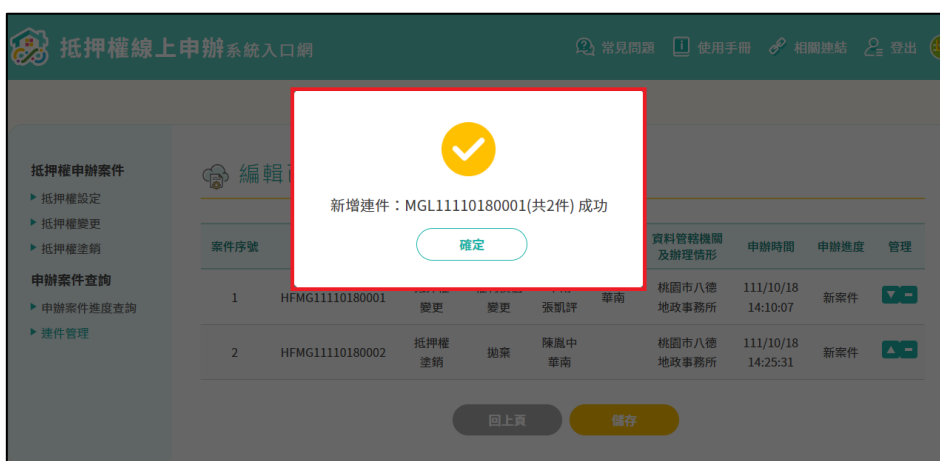 抵押權線上申辦系統入口網
常見問題 使用手冊 相關連結 登出
抵押權申辦案件
抵押權設定
抵押權變更
抵押權塗銷
申辦案件查詢
申辦案件進度查詢
連件管理
編輯
新增連件：MGL11110180001(共2件) 成功
確定
案件序號 資料管轄機關 申辦時間 申辦進度 管理
及辦理情形
1 HFMG11110180001 變更 變更 張凱評 華南 桃園市八德 111/10/18 新案件
地政事務所 14:10:07
2 HFMG11110180002 抵押權 拋棄 陳胤中 桃園市八德 111/10/18 新案件
塗銷 華南 地政事務所 14:25:31
回上頁 儲存